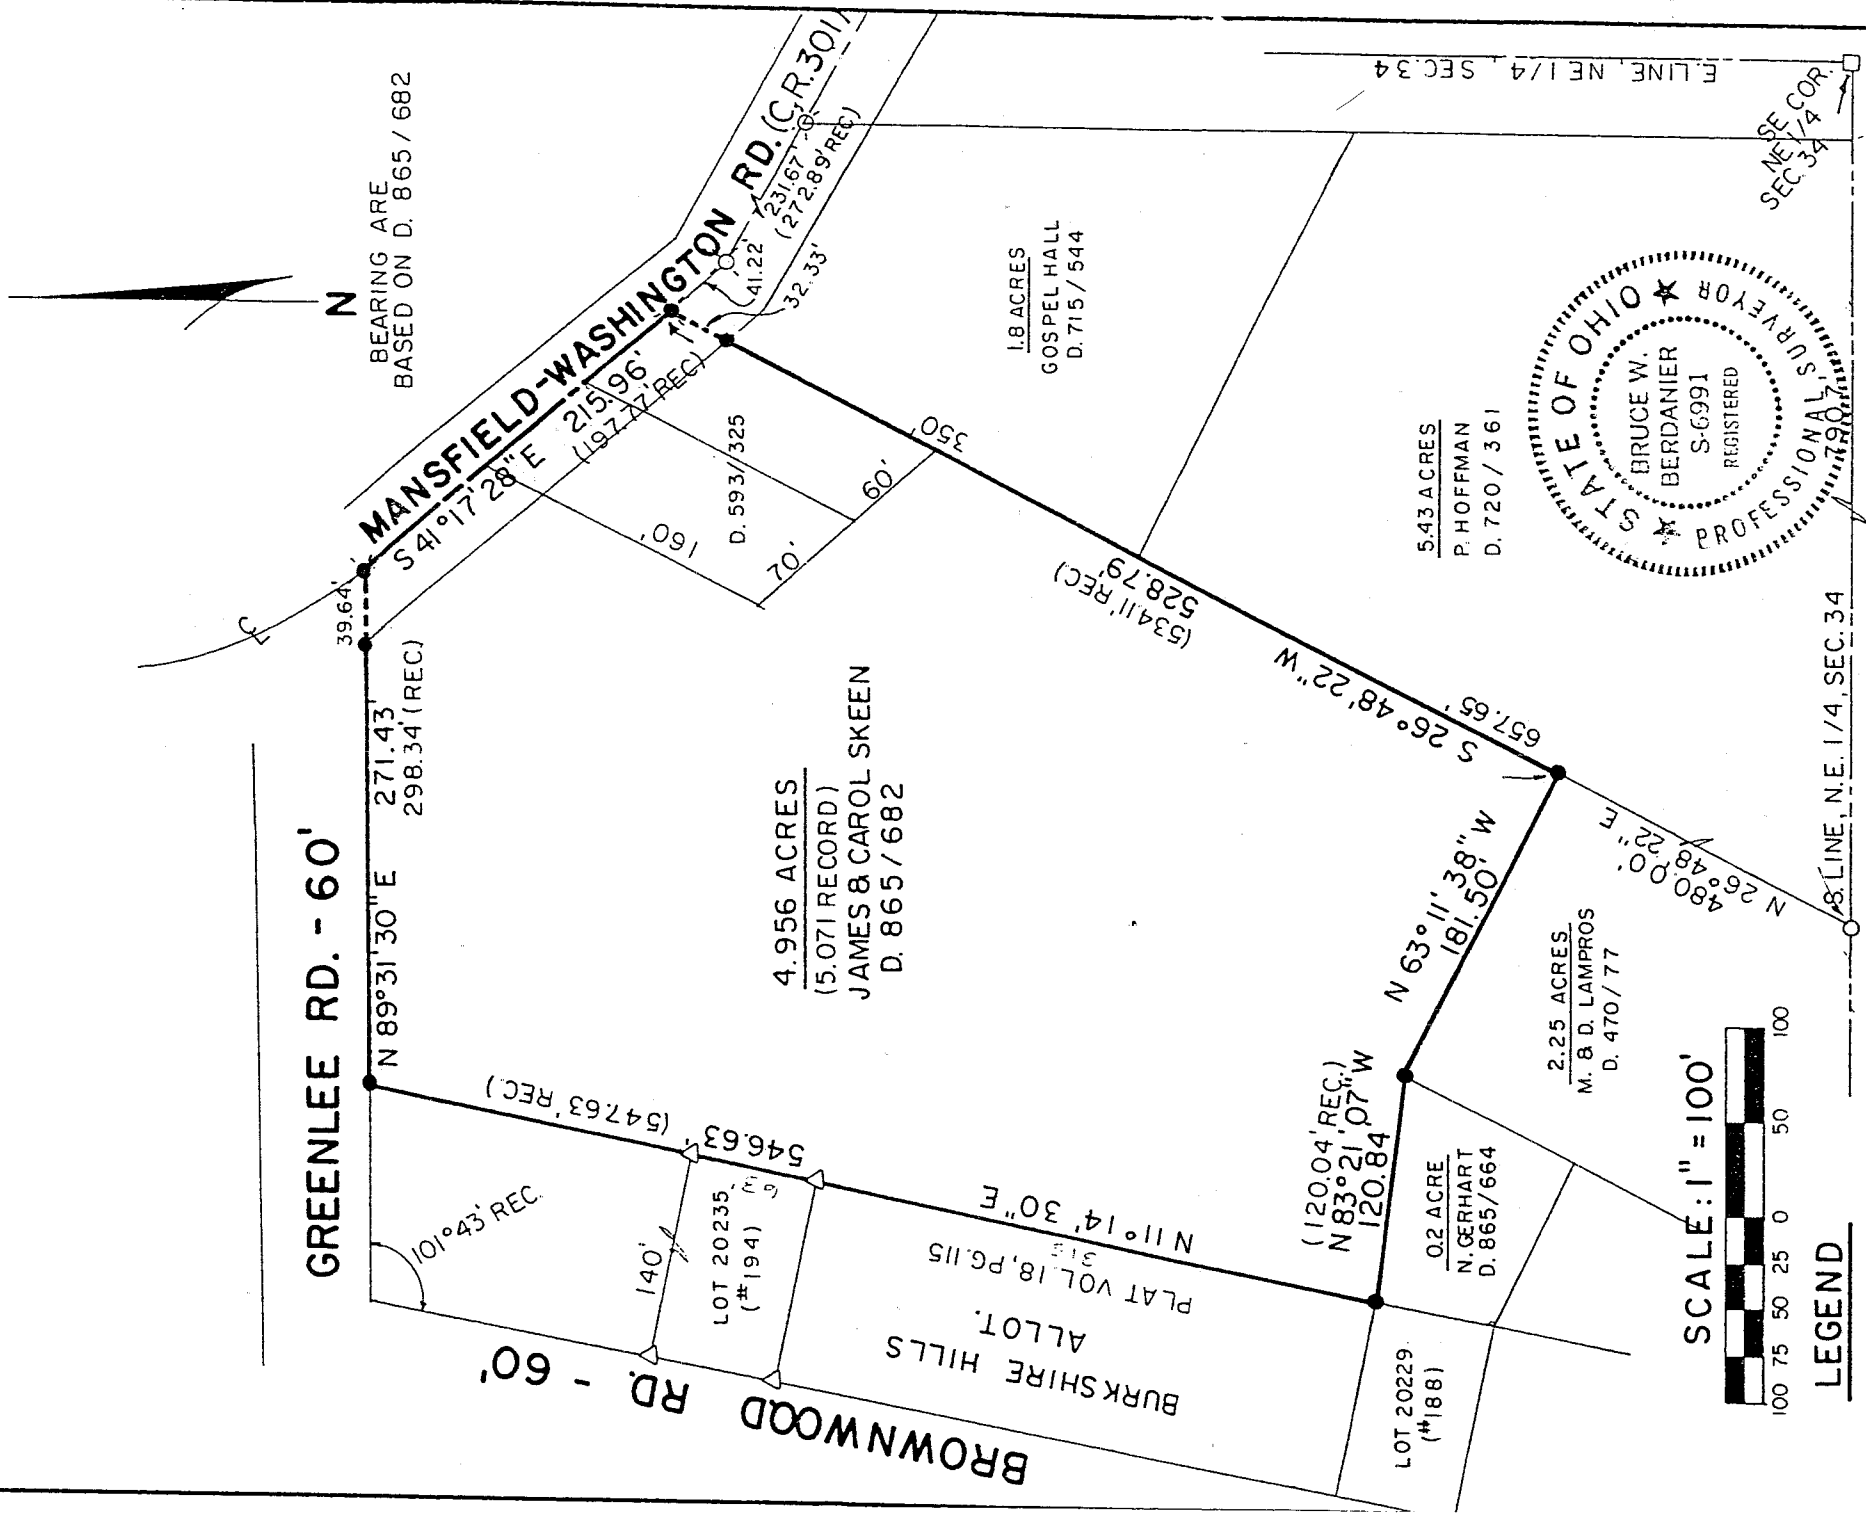 GREENLEE RD. - 60'
N 89°31'30"E 271.43'
298.34'(REC)
39.64'
℄
BEARING ARE
BASED ON D. 865/682
N
MANSFIELD-WASHINGTON RD. (C.R.301)
S 41°17'28"E 215.96'
(197.77'REC)
41.22'
231.67'
(272.89'REC)
32.33'
D. 593/325
160'
70'
60'
350'
1.8 ACRES
GOSPEL HALL
D. 715/544
E. LINE, NE 1/4, SEC. 34
SE. COR.
NE 1/4
SEC. 34
5.43 ACRES
P. HOFFMAN
D. 720/361
S 26°48'22"W 528.79'
(534.11'REC)
657.65'
4.956 ACRES
(5.071 RECORD)
JAMES & CAROL SKEEN
D. 865/682
N 63°11'38"W
181.50'
(120.04'REC.)
N 83°21'07"W
120.84'
N 11°14'30"E 546.63' (547.63'REC.)
101°43'REC.
140'
LOT 20235
(#194)
BURKSHIRE HILLS
ALLOT.
PLAT VOL. 18, PG. 115
BROWNWOOD RD. - 60'
LOT 20229
(#188)
0.2 ACRE
N. GERHART
D. 865/664
2.25 ACRES
M. & D. LAMPROS
D. 470/77
480.00'
N 26°48'22"E
S. LINE, N.E. 1/4, SEC. 34
7907
STATE OF OHIO
BRUCE W.
BERDANIER
S-6991
REGISTERED
PROFESSIONAL SURVEYOR
SCALE: 1" = 100'
100 75 50 25 0 50 100
LEGEND